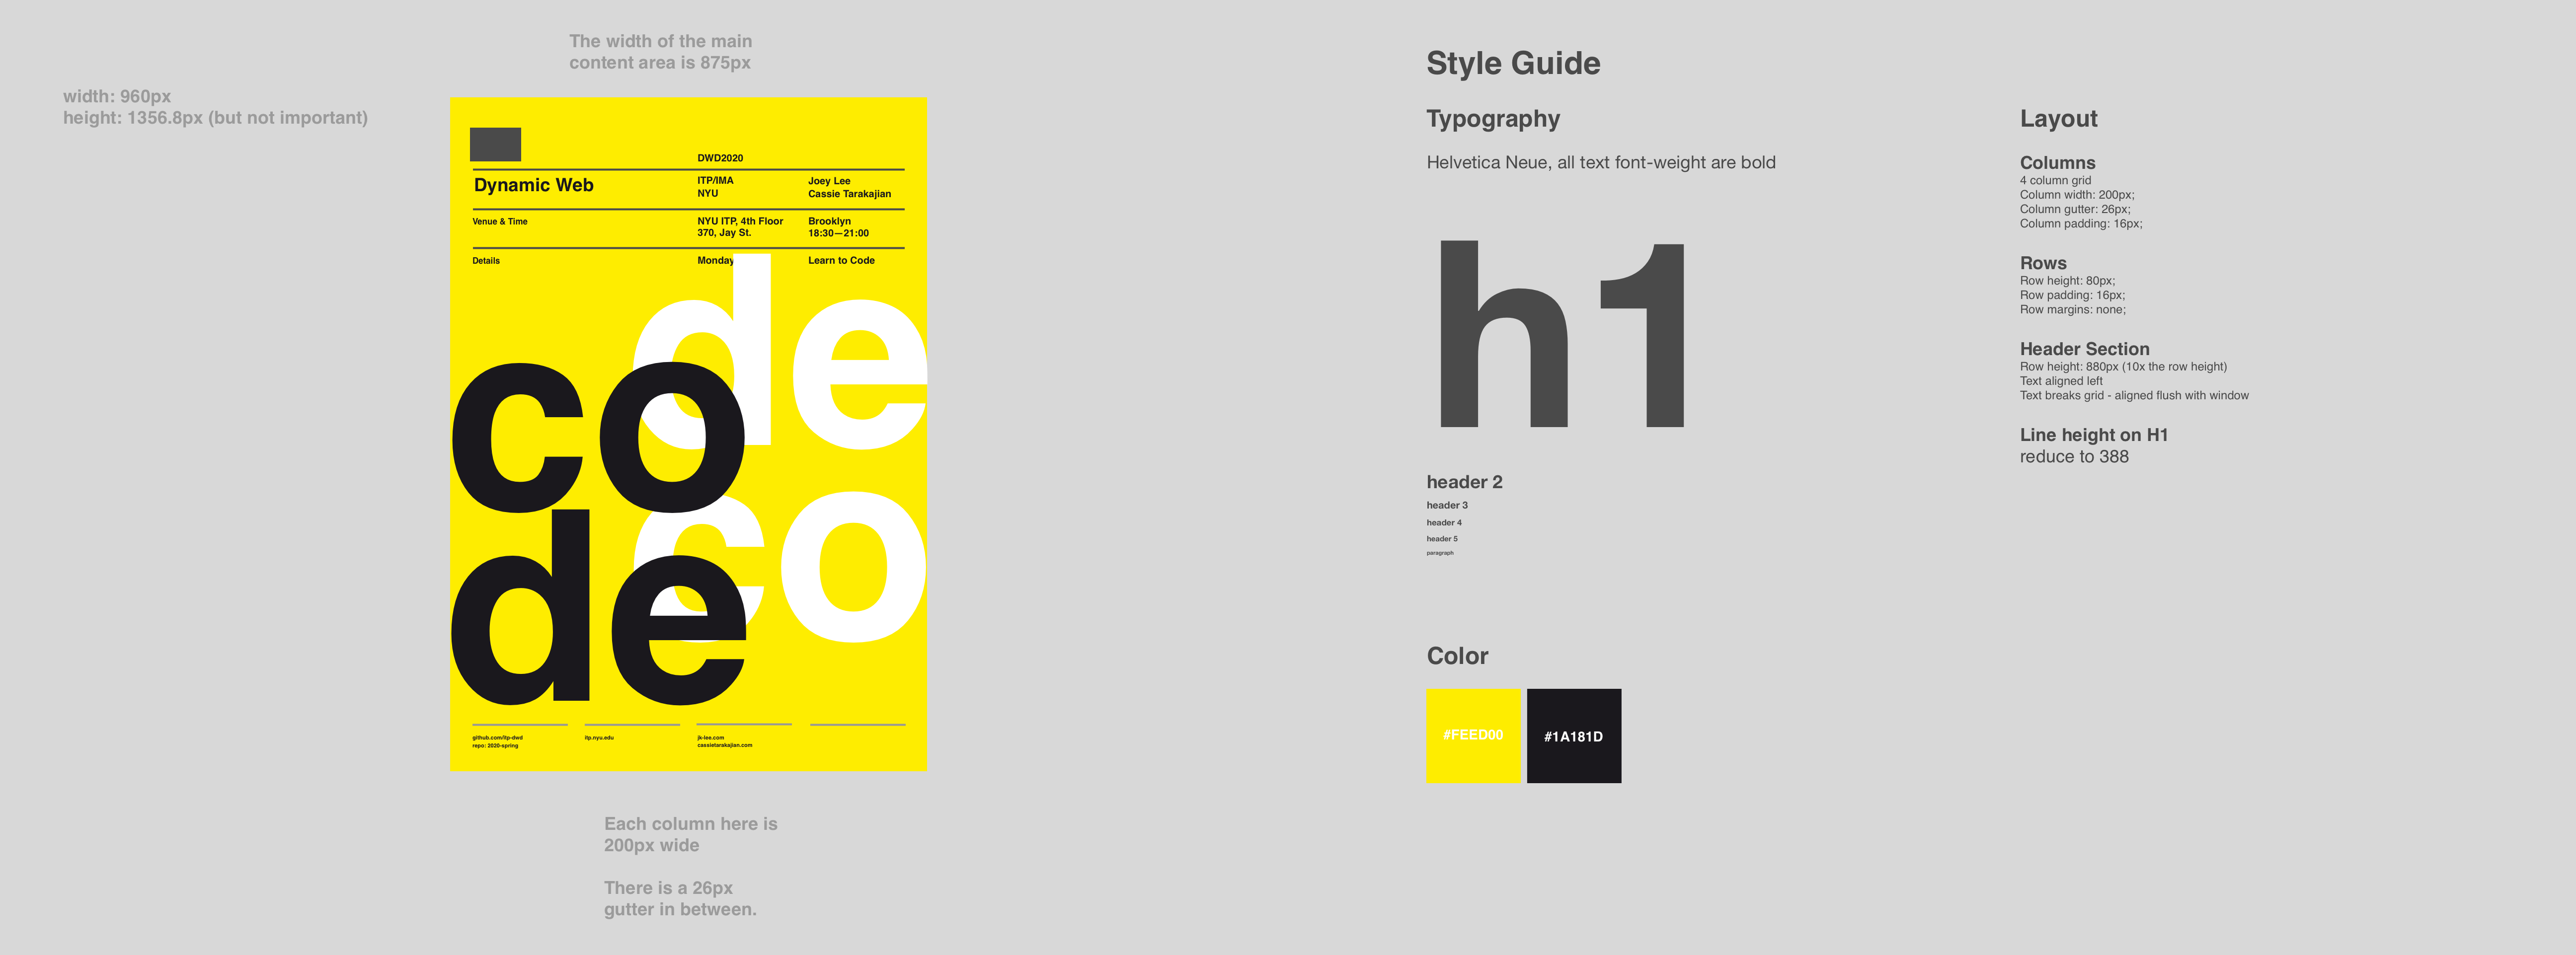 The width of the main
content area is 875px
width: 960px
height: 1356.8px (but not important)
DWD2020
Dynamic Web
ITP/IMA
NYU
Joey Lee
Cassie Tarakajian
Venue & Time
NYU ITP, 4th Floor
370, Jay St.
Brooklyn
18:30—21:00
Details
Monday
Learn to Code
de
co
co
de
github.com/itp-dwd
repo: 2020-spring
itp.nyu.edu
jk-lee.com
cassietarakajian.com
Each column here is
200px wide
There is a 26px
gutter in between.
Style Guide
Typography
Helvetica Neue, all text font-weight are bold
h1
header 2
header 3
header 4
header 5
paragraph
Color
#FEED00
#1A181D
Layout
Columns
4 column grid
Column width: 200px;
Column gutter: 26px;
Column padding: 16px;
Rows
Row height: 80px;
Row padding: 16px;
Row margins: none;
Header Section
Row height: 880px (10x the row height)
Text aligned left
Text breaks grid - aligned flush with window
Line height on H1
reduce to 388